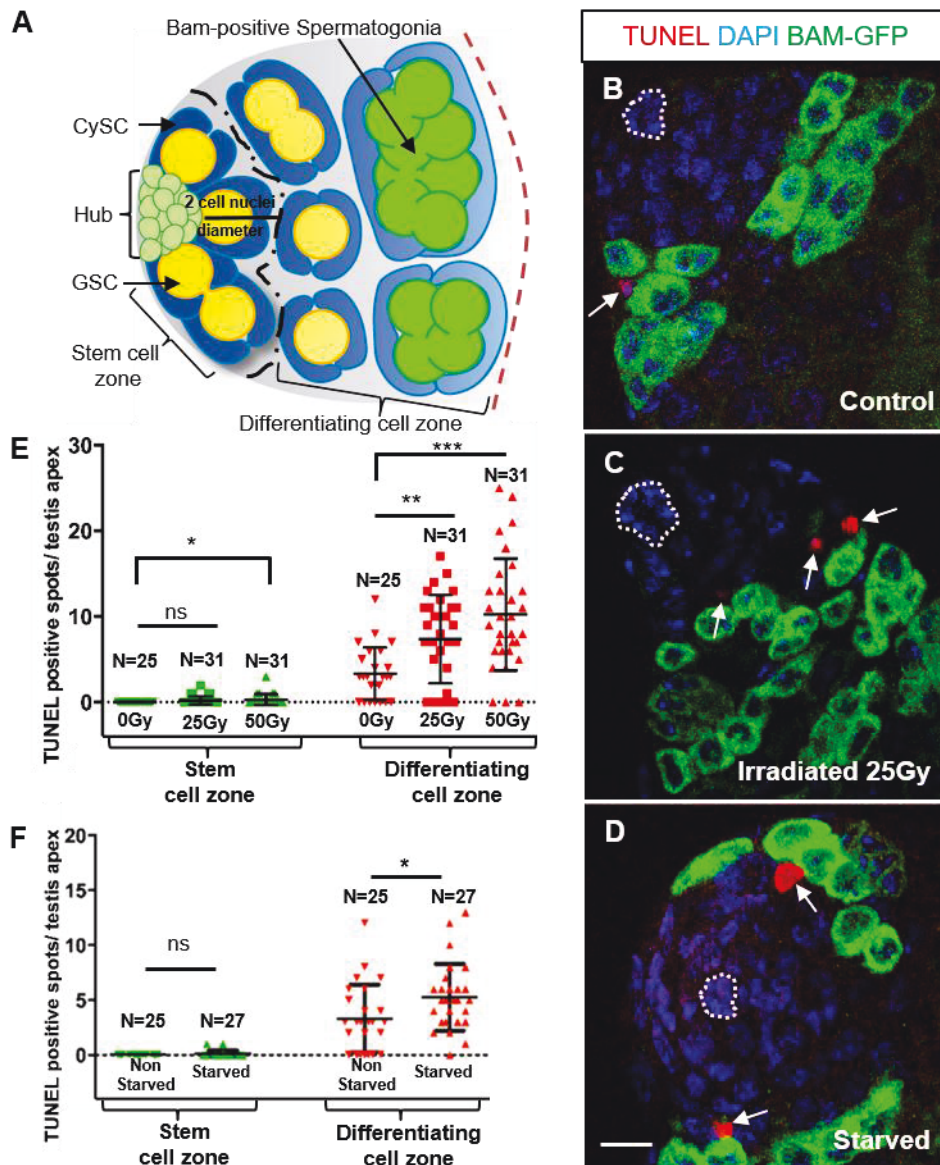 A
Bam-positive Spermatogonia
CySC
Hub
2 cell nuclei
diameter
GSC
Stem cell
zone
Differentiating cell zone
TUNEL DAPI BAM-GFP
B
Control
C
Irradiated 25Gy
D
Starved
E
TUNEL positive spots/ testis apex
30
20
10
0
*
ns
N=25
N=31
N=31
***
**
N=25
N=31
N=31
0Gy
25Gy
50Gy
0Gy
25Gy
50Gy
Stem
cell zone
Differentiating
cell zone
F
TUNEL positive spots/ testis apex
20
15
10
5
0
ns
N=25
N=27
*
N=25
N=27
Non
Starved
Starved
Non
Starved
Starved
Stem
cell zone
Differentiating
cell zone